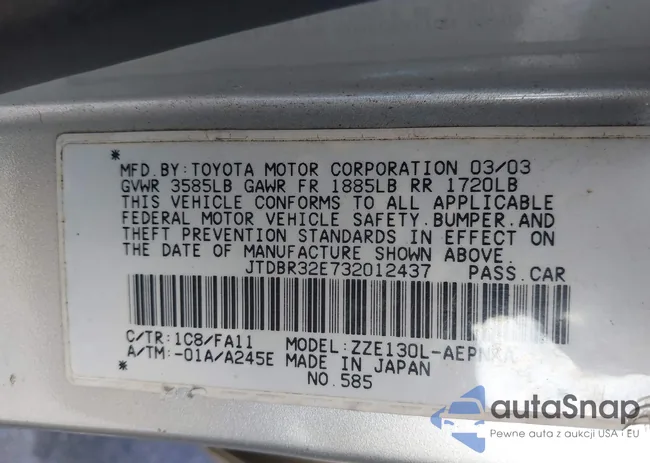 MFD.BY:TOYOTA MOTOR CORPORATION 03/03
GVWR 3585LB GAWR FR 1885LB RR 1720LB
THIS VEHICLE CONFORMS TO ALL APPLICABLE
FEDERAL MOTOR VEHICLE SAFETY.BUMPER.AND
THEFT PREVENTION STANDARDS IN EFFECT ON
THE DATE OF MANUFACTURE SHOWN ABOVE.
JTDBR32E732012437 PASS.CAR
C/TR:1C8/FA11 MODEL:ZZE130L-AEPNKA
A/TM:-01A/A245E MADE IN JAPAN
NO.585
autaSnap
Pewne auta z aukcji USA i EU